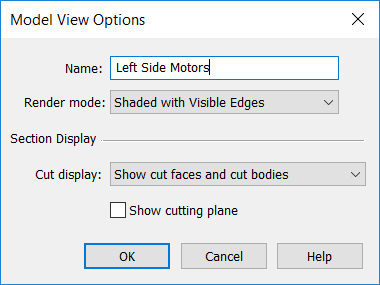 Model View Options
Name: Left Side Motors
Render mode: Shaded with Visible Edges
Section Display
Cut display: Show cut faces and cut bodies
Show cutting plane
OK Cancel Help